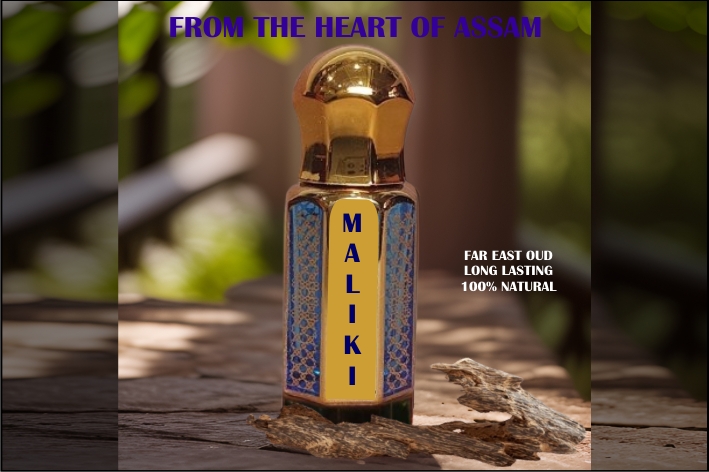 FROM THE HEART OF ASSAM
MALIKI
FAR EAST OUD
LONG LASTING
100% NATURAL